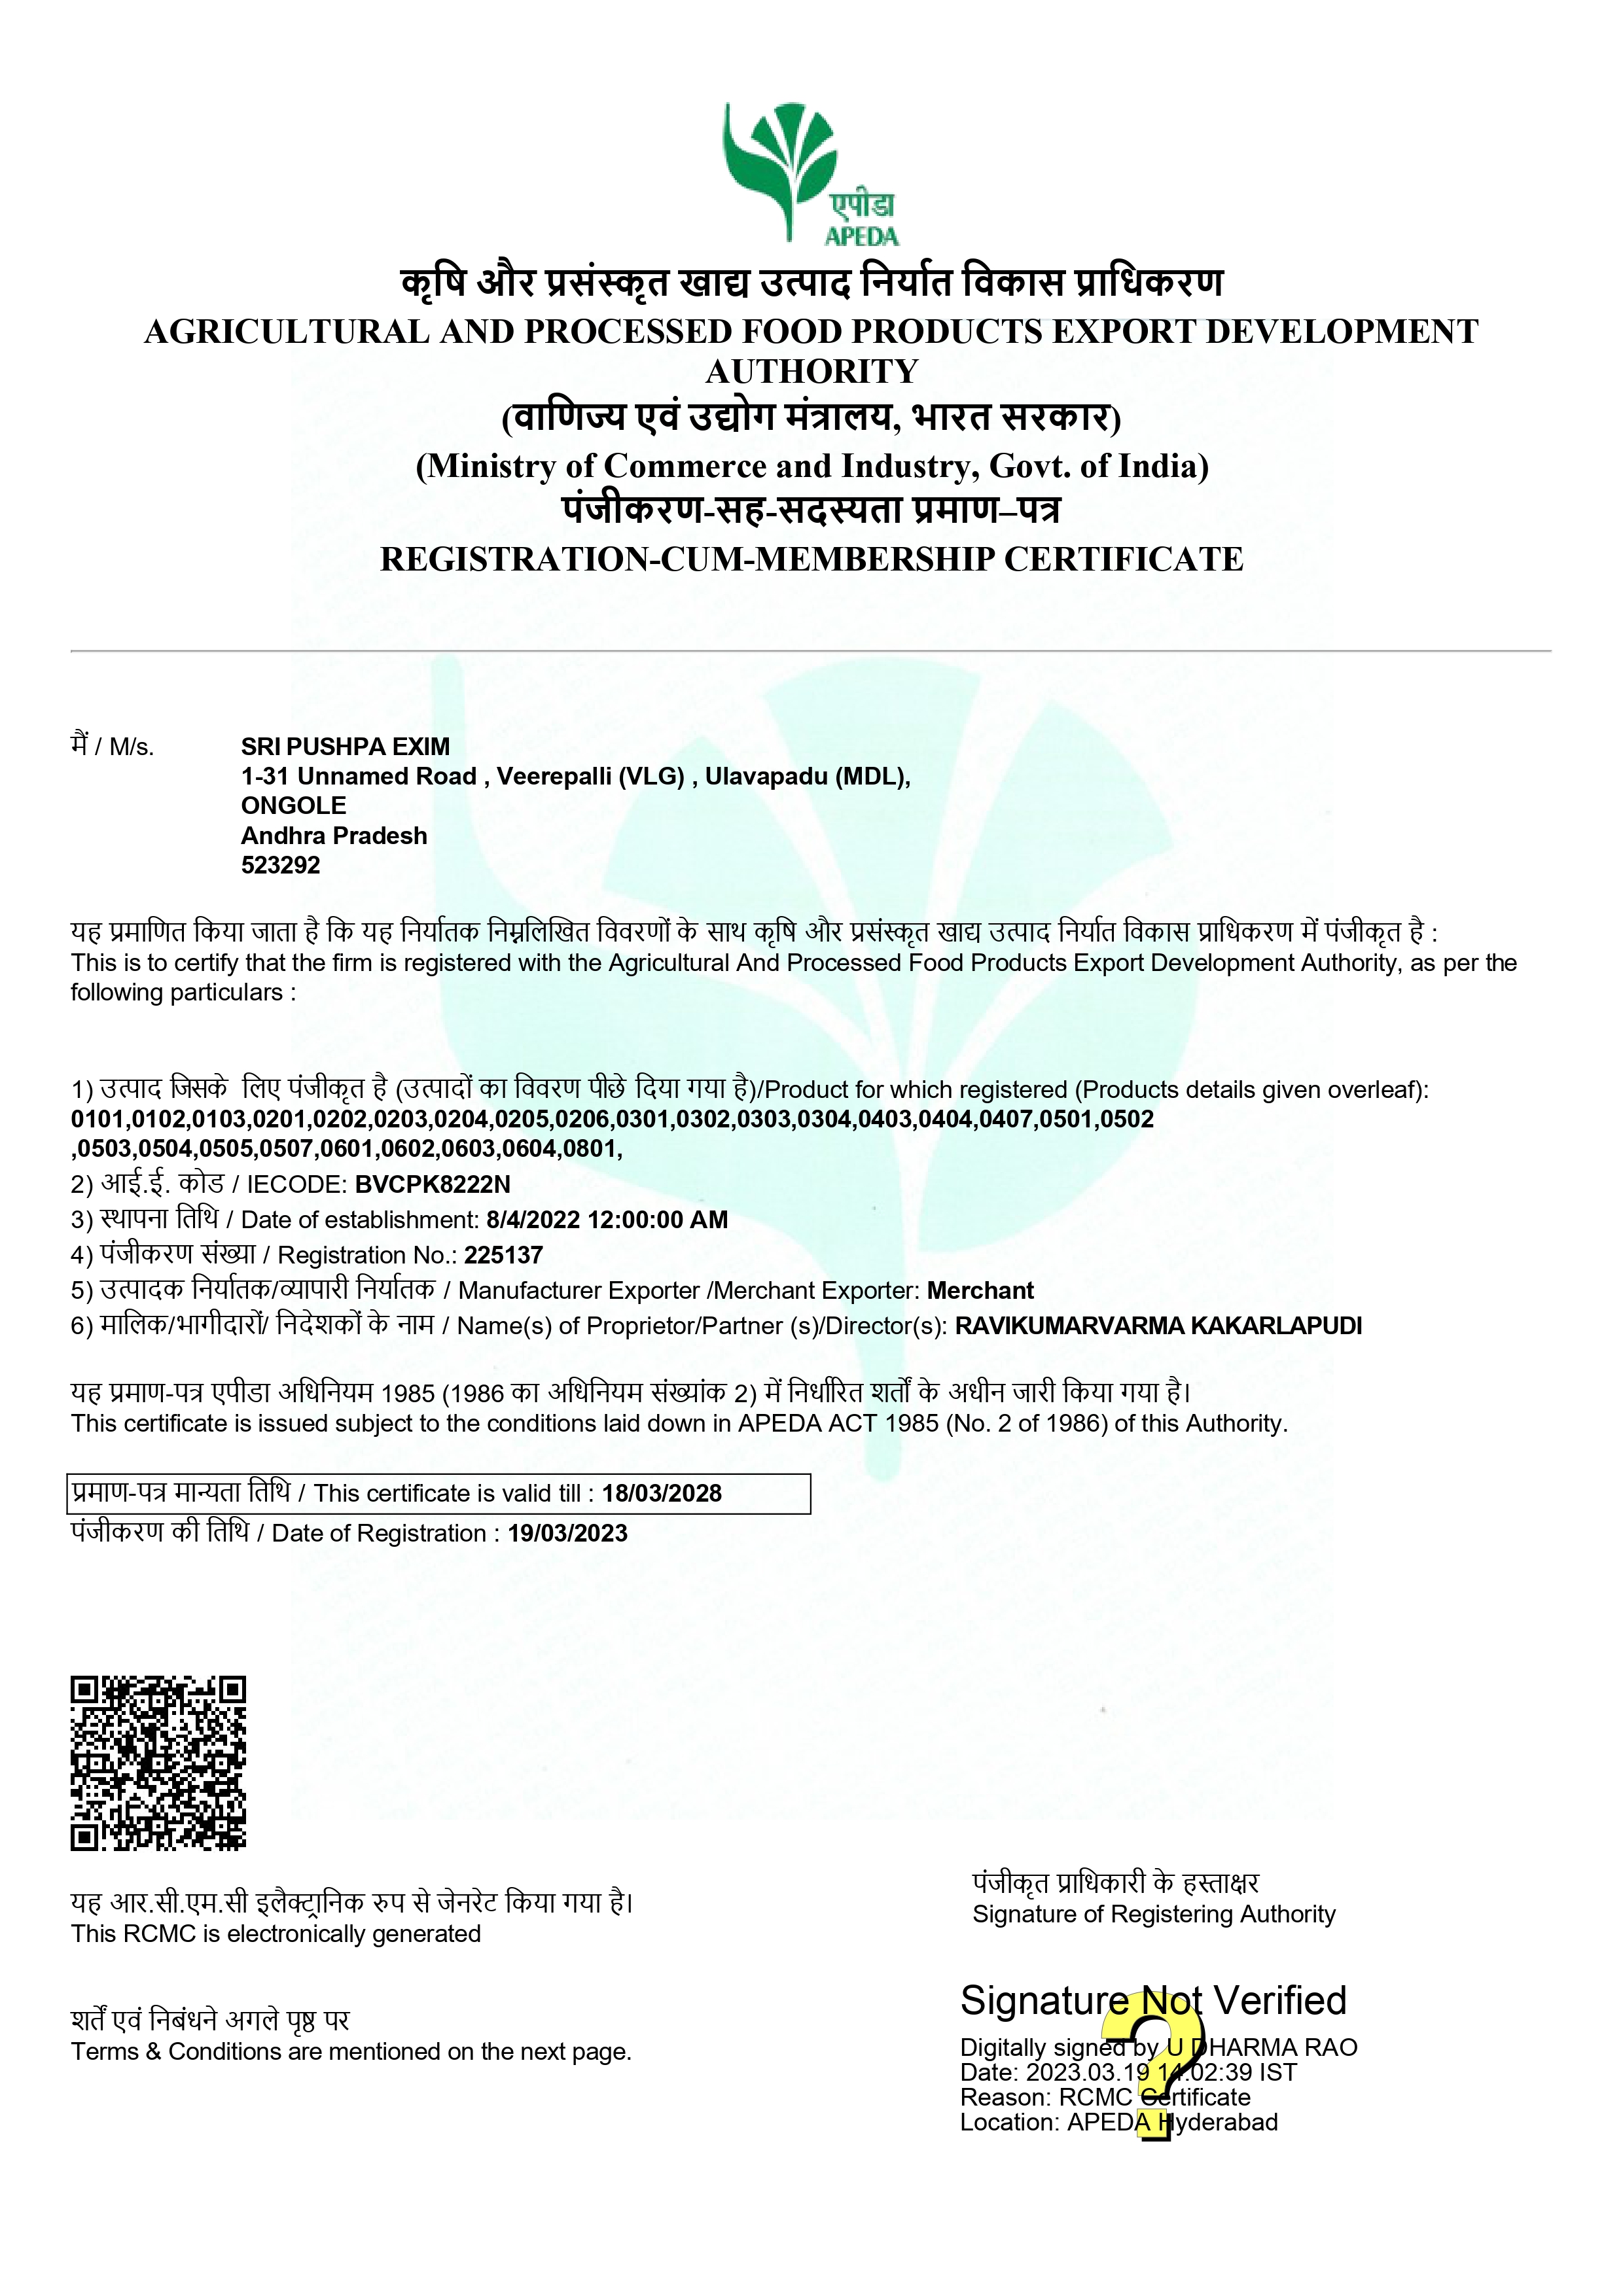 एपीडा
APEDA
कृषि और प्रसंस्कृत खाद्य उत्पाद निर्यात विकास प्राधिकरण
AGRICULTURAL AND PROCESSED FOOD PRODUCTS EXPORT DEVELOPMENT
AUTHORITY
(वाणिज्य एवं उद्योग मंत्रालय, भारत सरकार)
(Ministry of Commerce and Industry, Govt. of India)
पंजीकरण-सह-सदस्यता प्रमाण–पत्र
REGISTRATION-CUM-MEMBERSHIP CERTIFICATE
मैं / M/s. SRI PUSHPA EXIM
1-31 Unnamed Road , Veerepalli (VLG) , Ulavapadu (MDL),
ONGOLE
Andhra Pradesh
523292
यह प्रमाणित किया जाता है कि यह निर्यातक निम्नलिखित विवरणों के साथ कृषि और प्रसंस्कृत खाद्य उत्पाद निर्यात विकास प्राधिकरण में पंजीकृत है :
This is to certify that the firm is registered with the Agricultural And Processed Food Products Export Development Authority, as per the
following particulars :
1) उत्पाद जिसके लिए पंजीकृत है (उत्पादों का विवरण पीछे दिया गया है)/Product for which registered (Products details given overleaf):
0101,0102,0103,0201,0202,0203,0204,0205,0206,0301,0302,0303,0304,0403,0404,0407,0501,0502
,0503,0504,0505,0507,0601,0602,0603,0604,0801,
2) आई.ई. कोड / IECODE: BVCPK8222N
3) स्थापना तिथि / Date of establishment: 8/4/2022 12:00:00 AM
4) पंजीकरण संख्या / Registration No.: 225137
5) उत्पादक निर्यातक/व्यापारी निर्यातक / Manufacturer Exporter /Merchant Exporter: Merchant
6) मालिक/भागीदारों/ निदेशकों के नाम / Name(s) of Proprietor/Partner (s)/Director(s): RAVIKUMARVARMA KAKARLAPUDI
यह प्रमाण-पत्र एपीडा अधिनियम 1985 (1986 का अधिनियम संख्यांक 2) में निर्धारित शर्तों के अधीन जारी किया गया है।
This certificate is issued subject to the conditions laid down in APEDA ACT 1985 (No. 2 of 1986) of this Authority.
प्रमाण-पत्र मान्यता तिथि / This certificate is valid till : 18/03/2028
पंजीकरण की तिथि / Date of Registration : 19/03/2023
पंजीकृत प्राधिकारी के हस्ताक्षर
Signature of Registering Authority
यह आर.सी.एम.सी इलैक्ट्रानिक रुप से जेनरेट किया गया है।
This RCMC is electronically generated
शर्तें एवं निबंधने अगले पृष्ठ पर
Terms & Conditions are mentioned on the next page.
Signature Not Verified
Digitally signed by U DHARMA RAO
Date: 2023.03.19 14:02:39 IST
Reason: RCMC Certificate
Location: APEDA Hyderabad